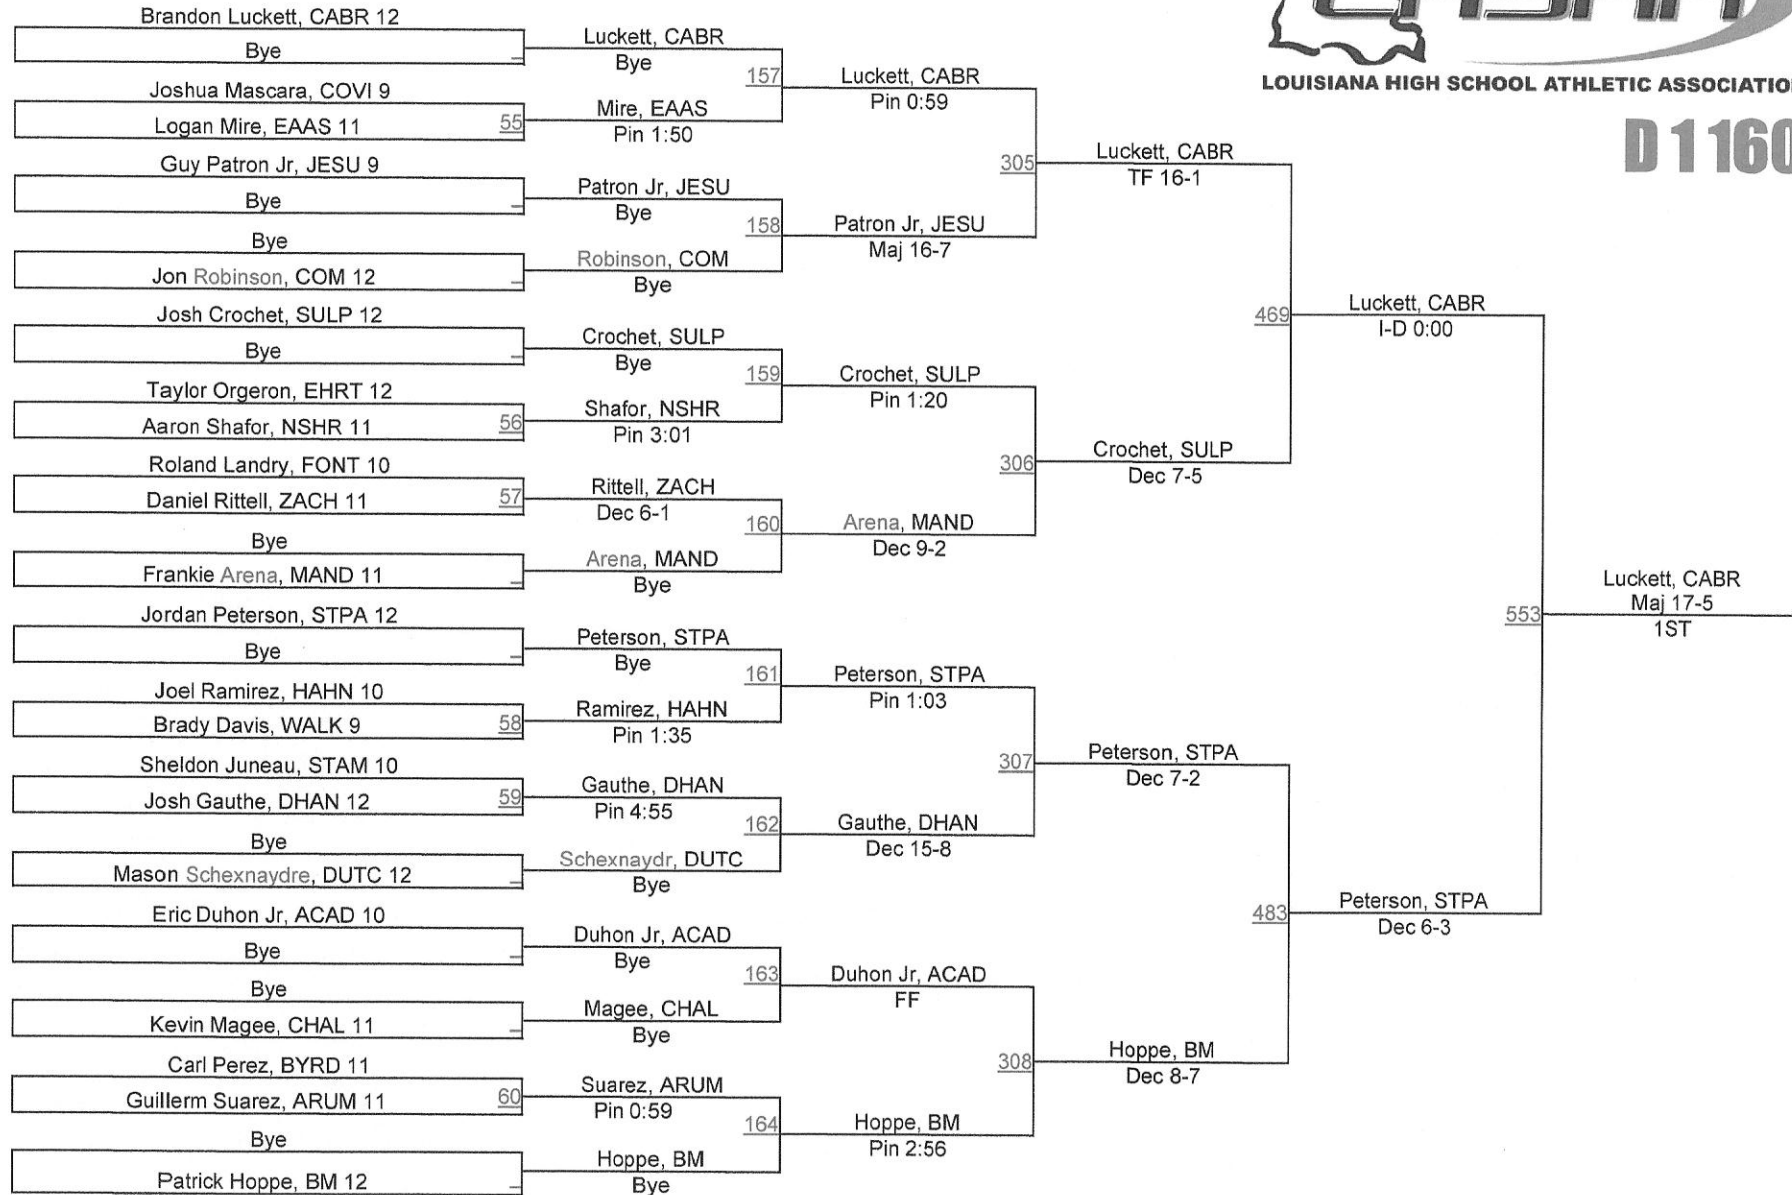 LHSAA
LOUISIANA HIGH SCHOOL ATHLETIC ASSOCIATION
D 1 160
Brandon Luckett, CABR 12
Bye
Joshua Mascara, COVI 9
Logan Mire, EAAS 11
55
Guy Patron Jr, JESU 9
Bye
Bye
Jon Robinson, COM 12
Josh Crochet, SULP 12
Bye
Taylor Orgeron, EHRT 12
Aaron Shafor, NSHR 11
56
Roland Landry, FONT 10
Daniel Rittell, ZACH 11
57
Bye
Frankie Arena, MAND 11
Jordan Peterson, STPA 12
Bye
Joel Ramirez, HAHN 10
Brady Davis, WALK 9
58
Sheldon Juneau, STAM 10
Josh Gauthe, DHAN 12
59
Bye
Mason Schexnaydre, DUTC 12
Eric Duhon Jr, ACAD 10
Bye
Bye
Kevin Magee, CHAL 11
Carl Perez, BYRD 11
Guillerm Suarez, ARUM 11
60
Bye
Patrick Hoppe, BM 12
Luckett, CABR
Bye
157
Mire, EAAS
Pin 1:50
Patron Jr, JESU
Bye
158
Robinson, COM
Bye
Crochet, SULP
Bye
159
Shafor, NSHR
Pin 3:01
Rittell, ZACH
Dec 6-1
160
Arena, MAND
Bye
Peterson, STPA
Bye
161
Ramirez, HAHN
Pin 1:35
Gauthe, DHAN
Pin 4:55
162
Schexnaydr, DUTC
Bye
Duhon Jr, ACAD
Bye
163
Magee, CHAL
Bye
Suarez, ARUM
Pin 0:59
164
Hoppe, BM
Bye
Luckett, CABR
Pin 0:59
305
Patron Jr, JESU
Maj 16-7
Crochet, SULP
Pin 1:20
306
Arena, MAND
Dec 9-2
Peterson, STPA
Pin 1:03
307
Gauthe, DHAN
Dec 15-8
Duhon Jr, ACAD
FF
308
Hoppe, BM
Pin 2:56
Luckett, CABR
TF 16-1
469
Crochet, SULP
Dec 7-5
Peterson, STPA
Dec 7-2
483
Hoppe, BM
Dec 8-7
Luckett, CABR
I-D 0:00
553
Peterson, STPA
Dec 6-3
Luckett, CABR
Maj 17-5
1ST